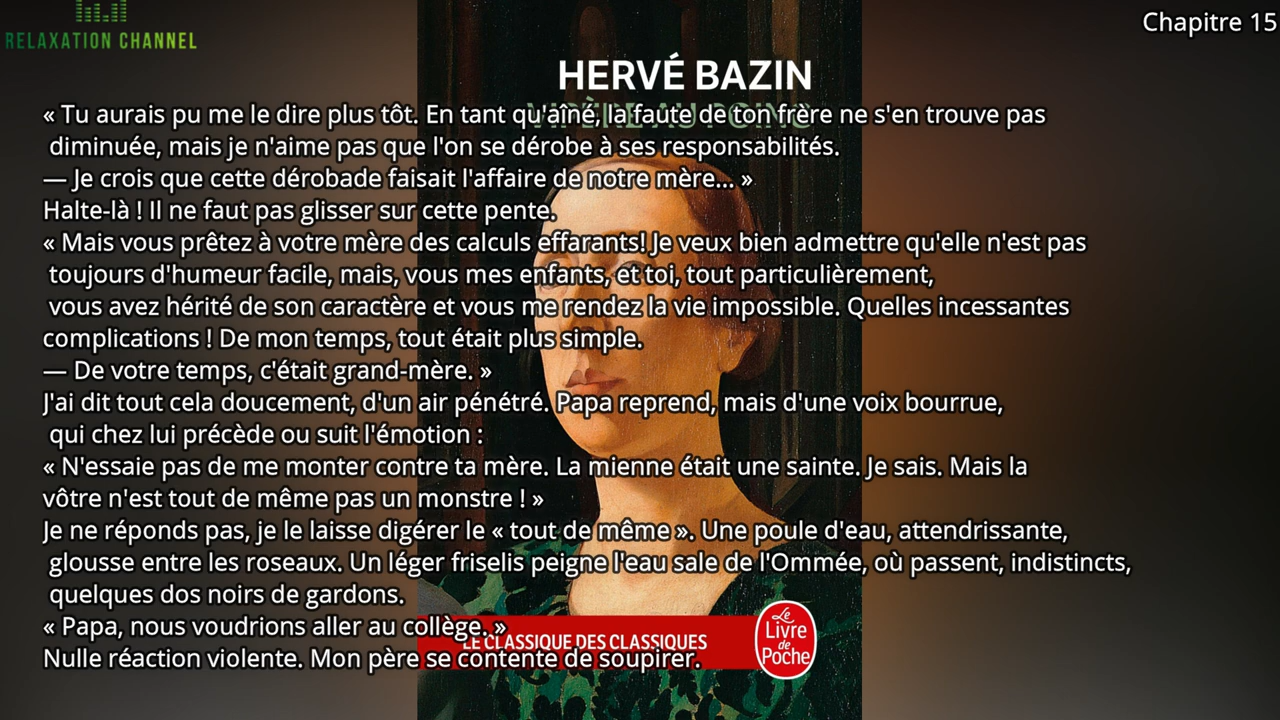 RELAXATION CHANNEL
Chapitre 15
HERVÉ BAZIN
VIPÈRE AU POING
« Tu aurais pu me le dire plus tôt. En tant qu'aîné, la faute de ton frère ne s'en trouve pas
diminuée, mais je n'aime pas que l'on se dérobe à ses responsabilités.
— Je crois que cette dérobade faisait l'affaire de notre mère... »
Halte-là ! Il ne faut pas glisser sur cette pente.
« Mais vous prêtez à votre mère des calculs effarants! Je veux bien admettre qu'elle n'est pas
toujours d'humeur facile, mais, vous mes enfants, et toi, tout particulièrement,
vous avez hérité de son caractère et vous me rendez la vie impossible. Quelles incessantes
complications ! De mon temps, tout était plus simple.
— De votre temps, c'était grand-mère. »
J'ai dit tout cela doucement, d'un air pénétré. Papa reprend, mais d'une voix bourrue,
qui chez lui précède ou suit l'émotion :
« N'essaie pas de me monter contre ta mère. La mienne était une sainte. Je sais. Mais la
vôtre n'est tout de même pas un monstre ! »
Je ne réponds pas, je le laisse digérer le « tout de même ». Une poule d'eau, attendrissante,
glousse entre les roseaux. Un léger friselis peigne l'eau sale de l'Ommée, où passent, indistincts,
quelques dos noirs de gardons.
« Papa, nous voudrions aller au collège. »
LE CLASSIQUE DES CLASSIQUES
Le
Livre
de
Poche
Nulle réaction violente. Mon père se contente de soupirer.